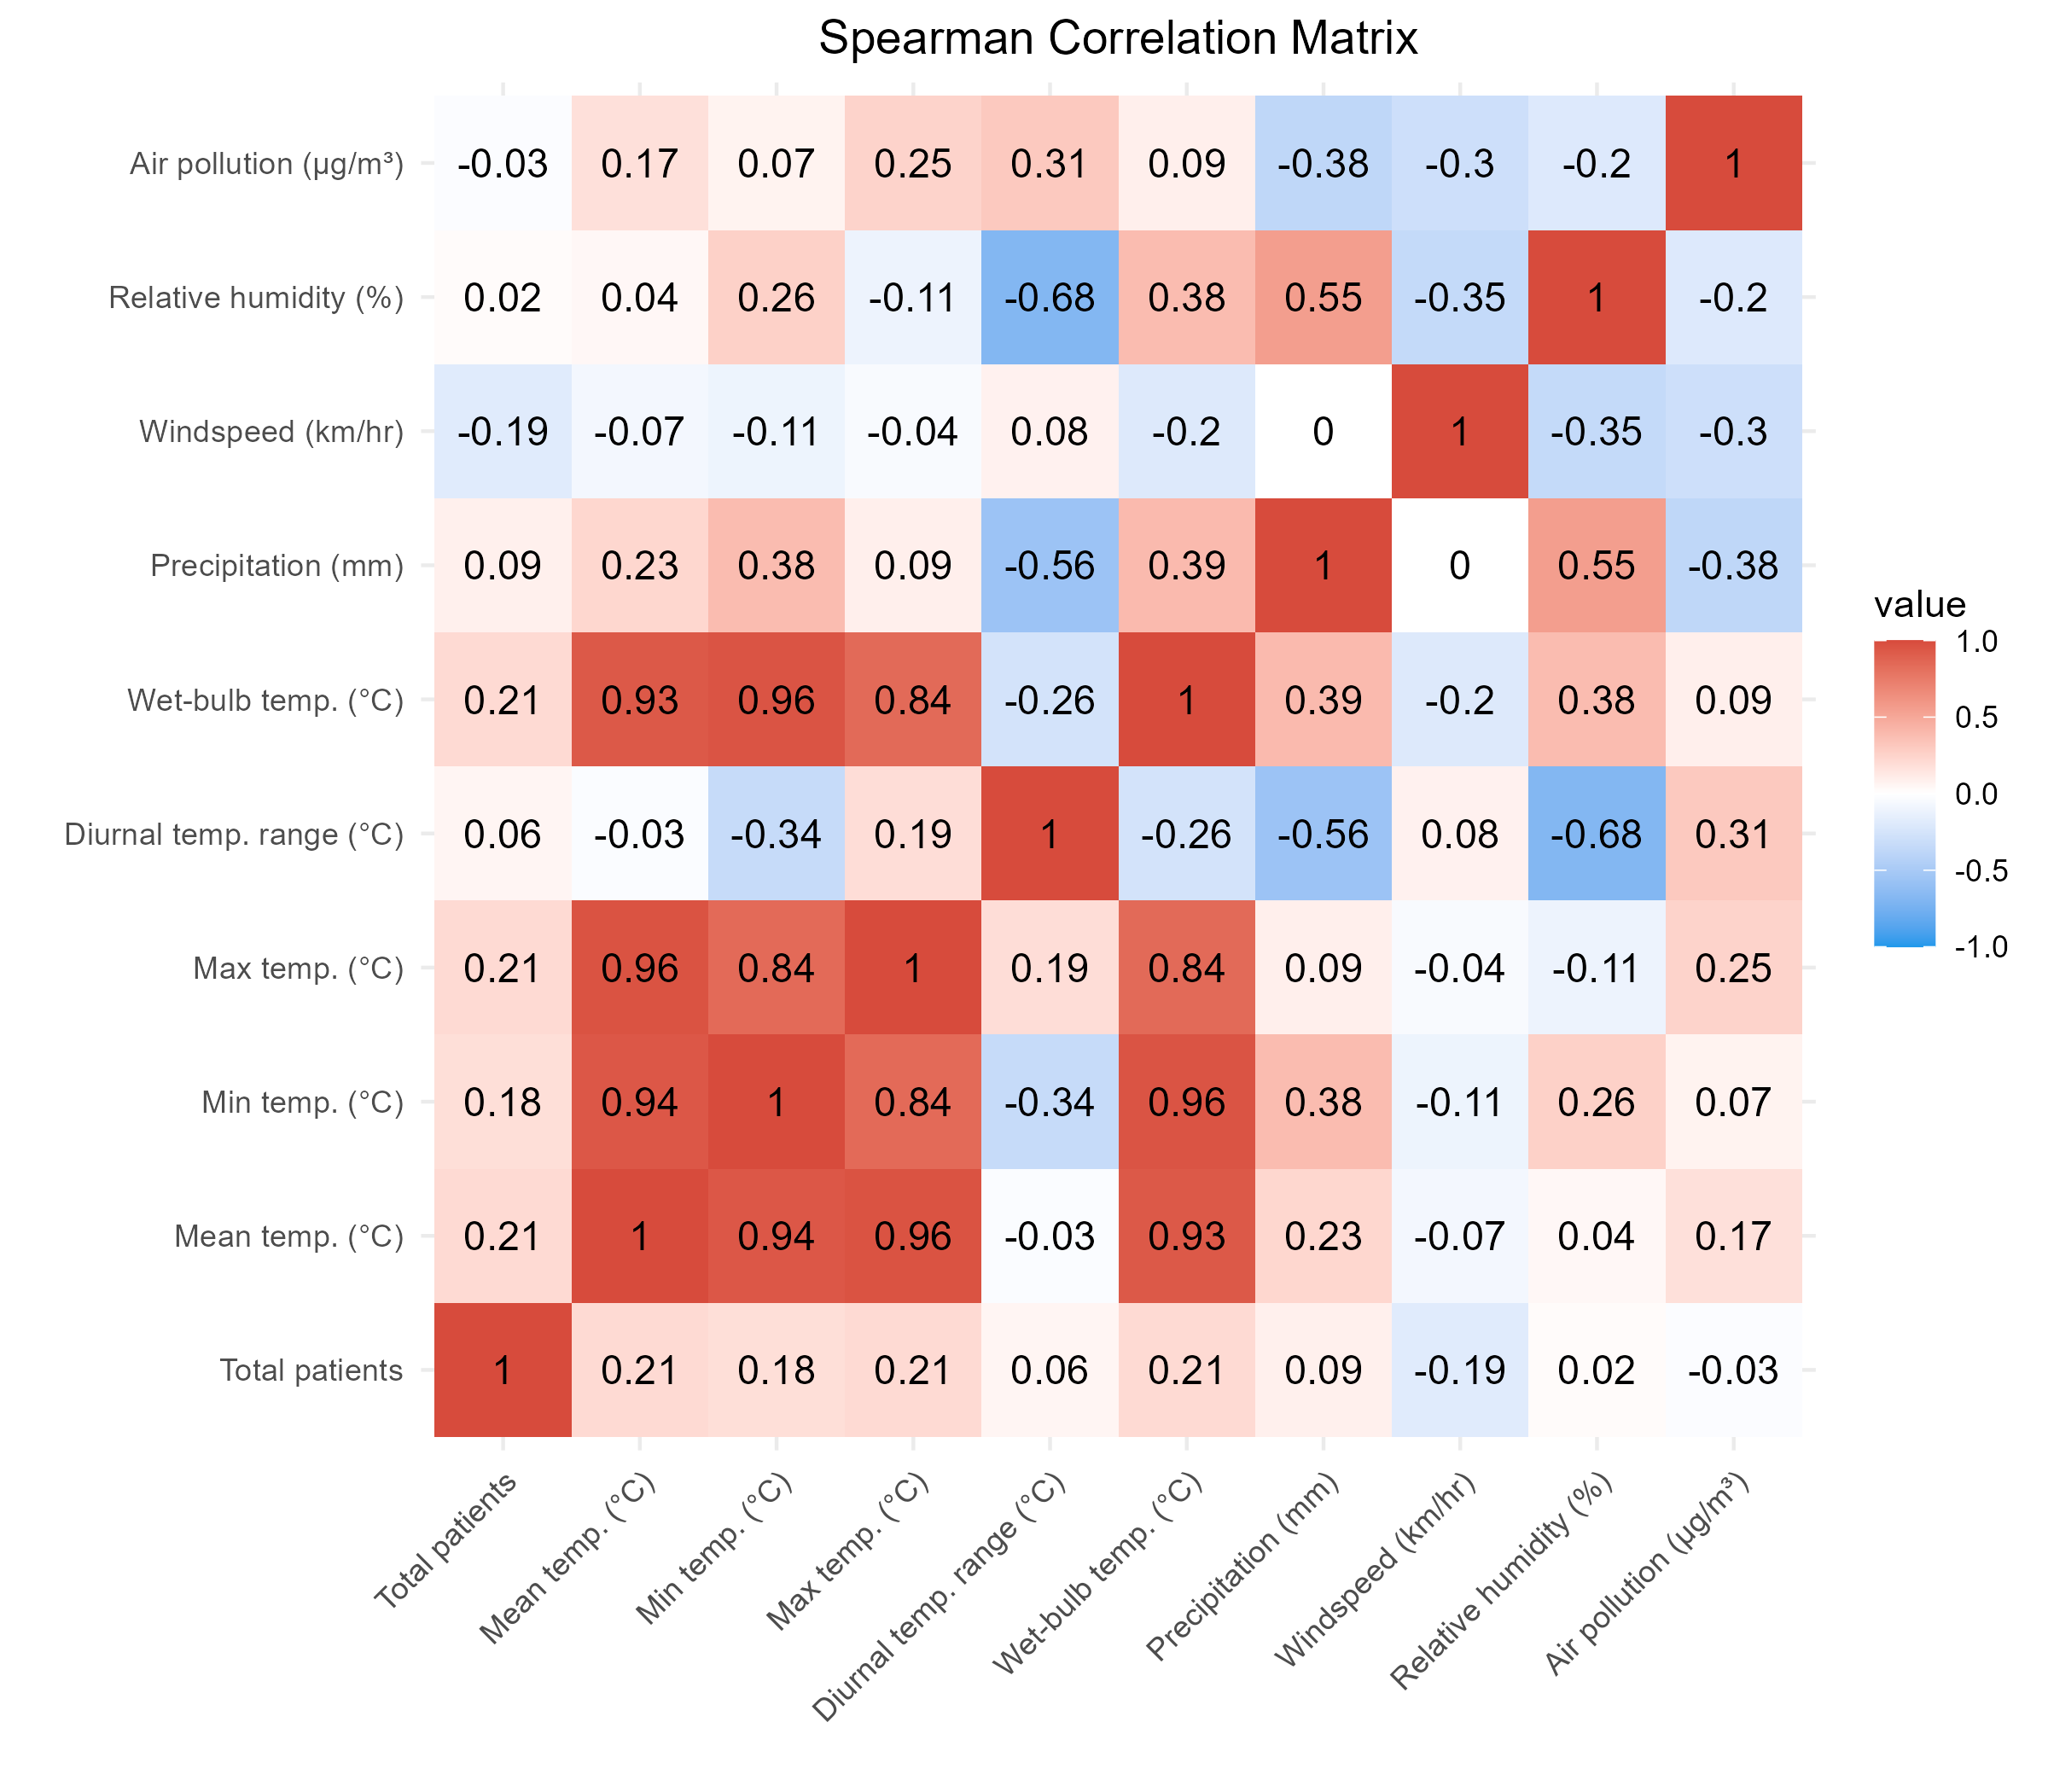 Spearman Correlation Matrix
Air pollution (µg/m³) -0.03 0.17 0.07 0.25 0.31 0.09 -0.38 -0.3 -0.2 1
Relative humidity (%) 0.02 0.04 0.26 -0.11 -0.68 0.38 0.55 -0.35 1 -0.2
Windspeed (km/hr) -0.19 -0.07 -0.11 -0.04 0.08 -0.2 0 1 -0.35 -0.3
Precipitation (mm) 0.09 0.23 0.38 0.09 -0.56 0.39 1 0 0.55 -0.38
Wet-bulb temp. (°C) 0.21 0.93 0.96 0.84 -0.26 1 0.39 -0.2 0.38 0.09
Diurnal temp. range (°C) 0.06 -0.03 -0.34 0.19 1 -0.26 -0.56 0.08 -0.68 0.31
Max temp. (°C) 0.21 0.96 0.84 1 0.19 0.84 0.09 -0.04 -0.11 0.25
Min temp. (°C) 0.18 0.94 1 0.84 -0.34 0.96 0.38 -0.11 0.26 0.07
Mean temp. (°C) 0.21 1 0.94 0.96 -0.03 0.93 0.23 -0.07 0.04 0.17
Total patients 1 0.21 0.18 0.21 0.06 0.21 0.09 -0.19 0.02 -0.03
Total patients
Mean temp. (°C)
Min temp. (°C)
Max temp. (°C)
Diurnal temp. range (°C)
Wet-bulb temp. (°C)
Precipitation (mm)
Windspeed (km/hr)
Relative humidity (%)
Air pollution (µg/m³)
value
1.0
0.5
0.0
-0.5
-1.0